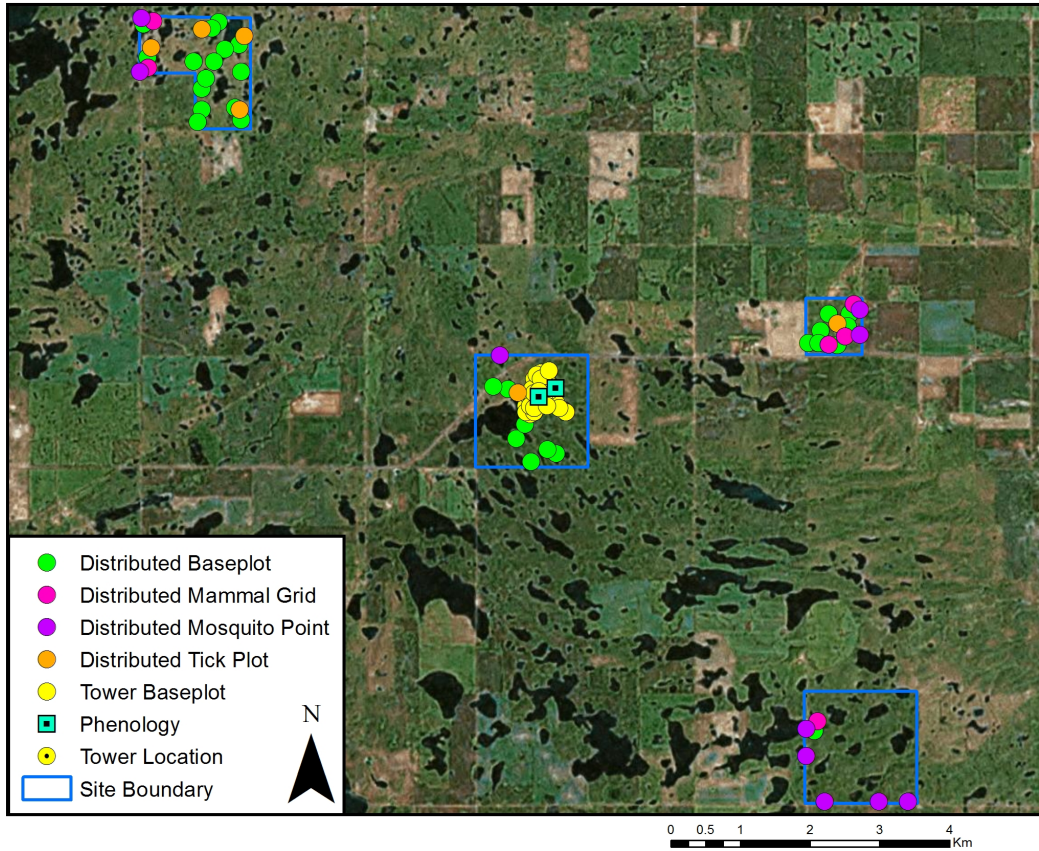 Distributed Baseplot
Distributed Mammal Grid
Distributed Mosquito Point
Distributed Tick Plot
Tower Baseplot
Phenology
Tower Location
Site Boundary
N
0 0.5 1 2 3 4
Km